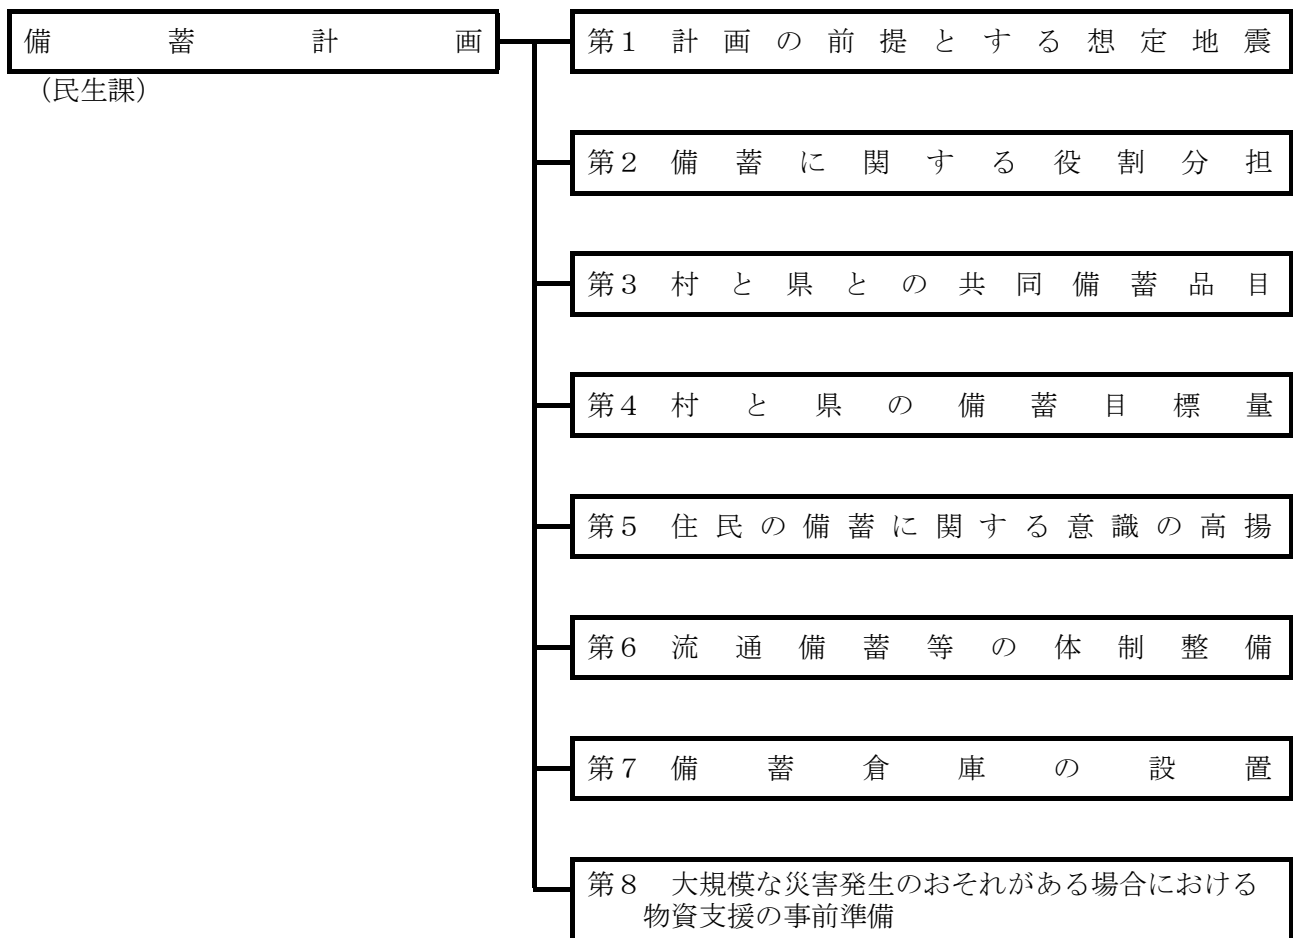 備蓄計画
（民生課）
第１ 計画の前提とする想定地震
第２ 備蓄に関する役割分担
第３ 村と県との共同備蓄品目
第４ 村と県の備蓄目標量
第５ 住民の備蓄に関する意識の高揚
第６ 流通備蓄等の体制整備
第７ 備蓄倉庫の設置
第８　大規模な災害発生のおそれがある場合における
物資支援の事前準備